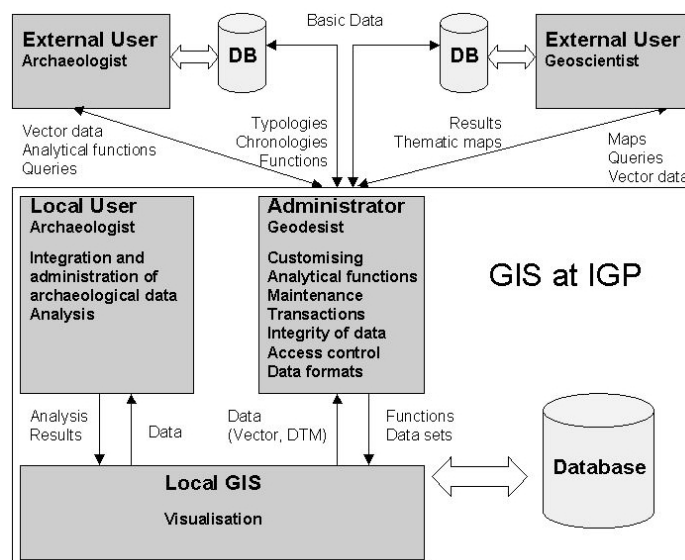 External User
Archaeologist
DB
Basic Data
DB
External User
Geoscientist
Vector data
Analytical functions
Queries
Typologies
Chronologies
Functions
Results
Thematic maps
Maps
Queries
Vector data
Local User
Archaeologist
Integration and
administration of
archaeological data
Analysis
Administrator
Geodesist
Customising
Analytical functions
Maintenance
Transactions
Integrity of data
Access control
Data formats
GIS at IGP
Analysis
Results
Data
Data
(Vector, DTM)
Functions
Data sets
Local GIS
Visualisation
Database